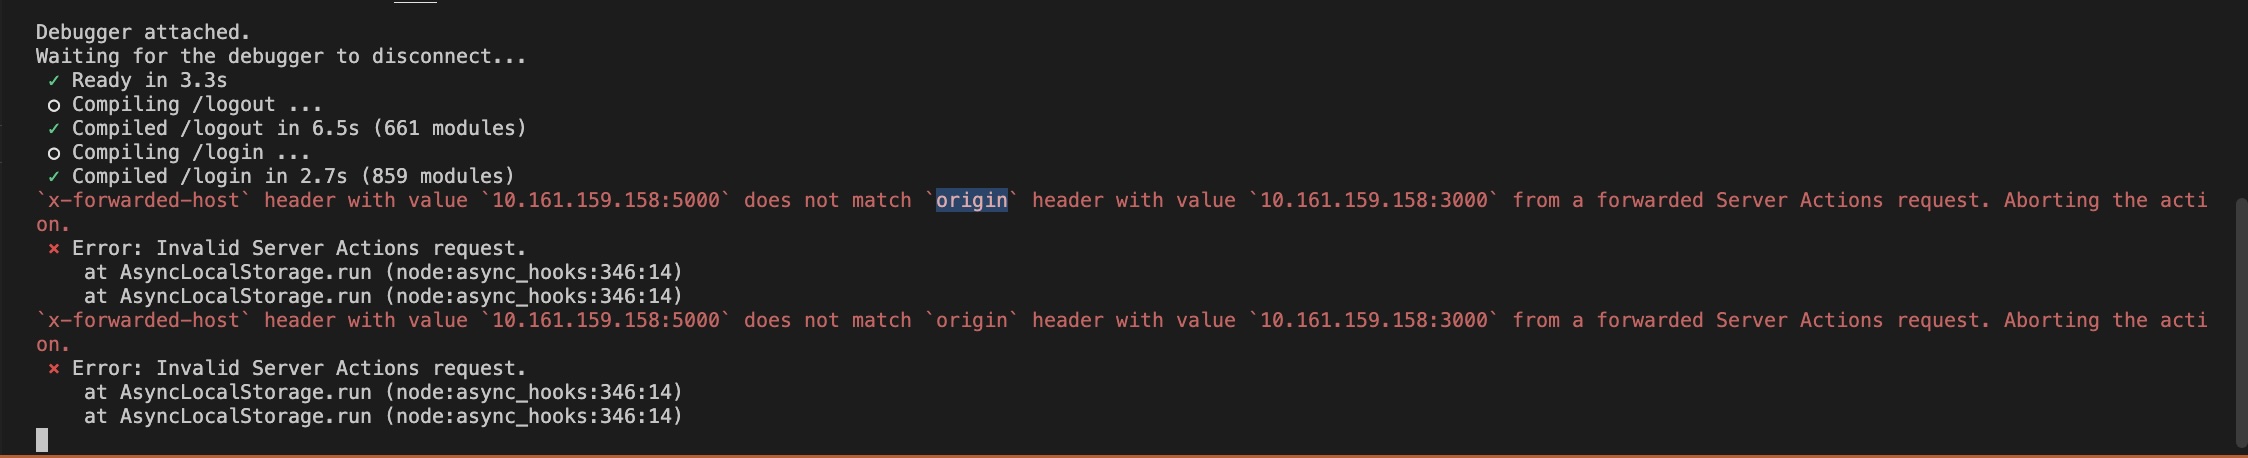 Debugger attached.
Waiting for the debugger to disconnect...
✓ Ready in 3.3s
○ Compiling /logout ...
✓ Compiled /logout in 6.5s (661 modules)
○ Compiling /login ...
✓ Compiled /login in 2.7s (859 modules)
`x-forwarded-host` header with value `10.161.159.158:5000` does not match `origin` header with value `10.161.159.158:3000` from a forwarded Server Actions request. Aborting the acti
on.
⨯ Error: Invalid Server Actions request.
at AsyncLocalStorage.run (node:async_hooks:346:14)
at AsyncLocalStorage.run (node:async_hooks:346:14)
`x-forwarded-host` header with value `10.161.159.158:5000` does not match `origin` header with value `10.161.159.158:3000` from a forwarded Server Actions request. Aborting the acti
on.
⨯ Error: Invalid Server Actions request.
at AsyncLocalStorage.run (node:async_hooks:346:14)
at AsyncLocalStorage.run (node:async_hooks:346:14)